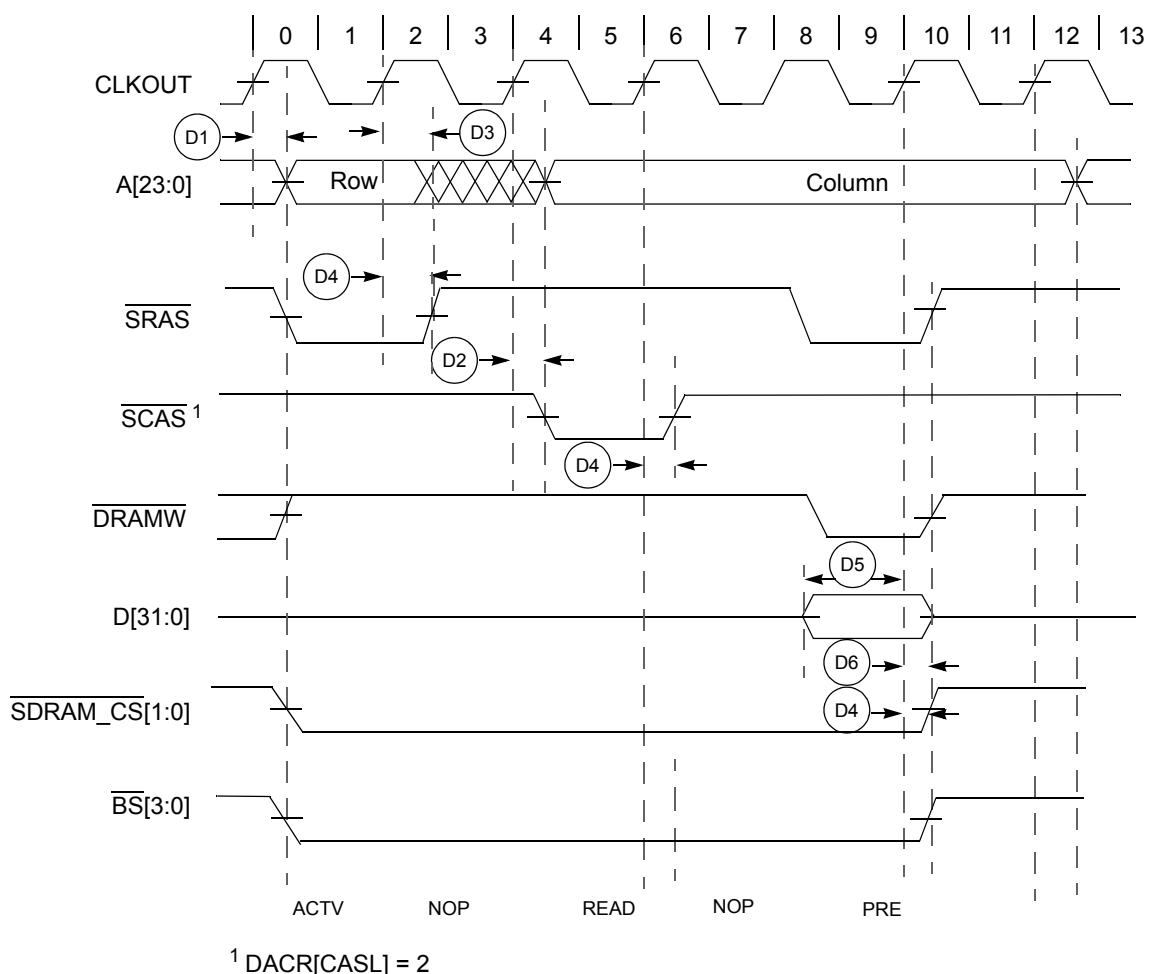 0 1 2 3 4 5 6 7 8 9 10 11 12 13
CLKOUT
D1
D3
A[23:0]
Row
Column
D4
SRAS
D2
SCAS 1
D4
DRAMW
D5
D[31:0]
D6
SDRAM_CS[1:0]
D4
BS[3:0]
ACTV NOP READ NOP PRE
1 DACR[CASL] = 2